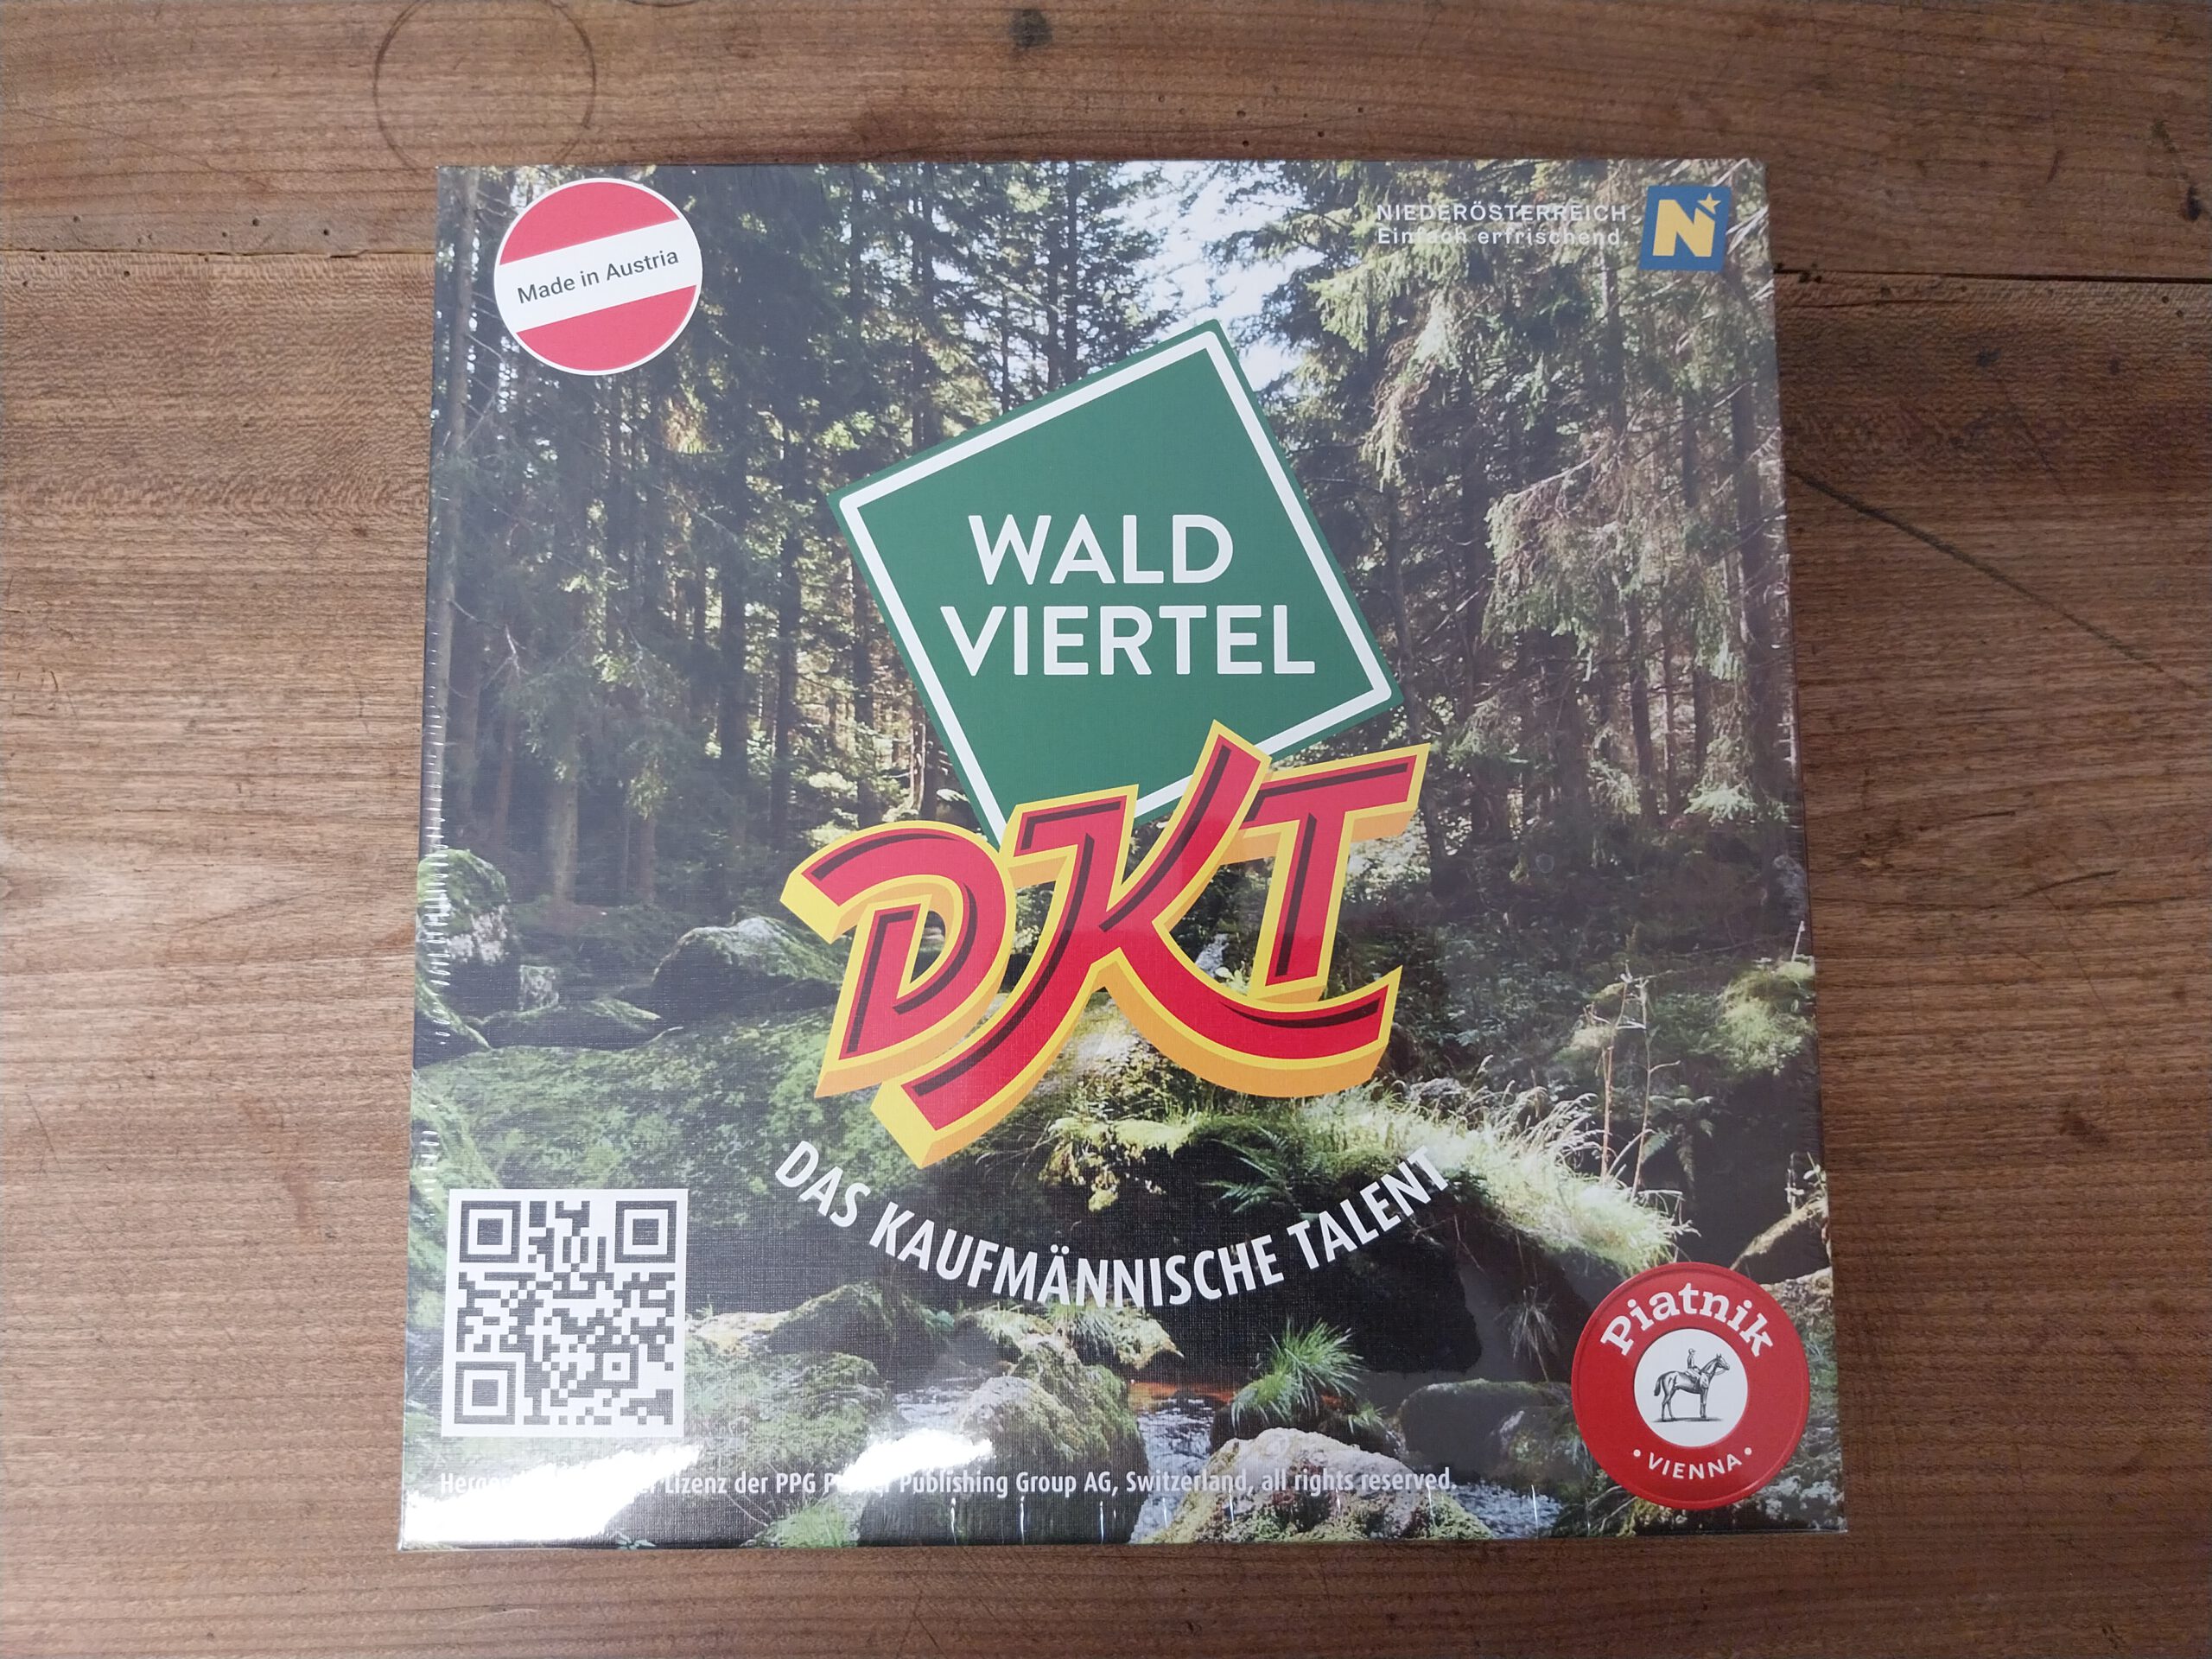 Made in Austria
NIEDERÖSTERREICH
Einfach erfrischend.
N
WALD
VIERTEL
DKT
DAS KAUFMÄNNISCHE TALENT
Piatnik
• VIENNA •
Lizenz der PPG Publishing Group AG, Switzerland, all rights reserved.